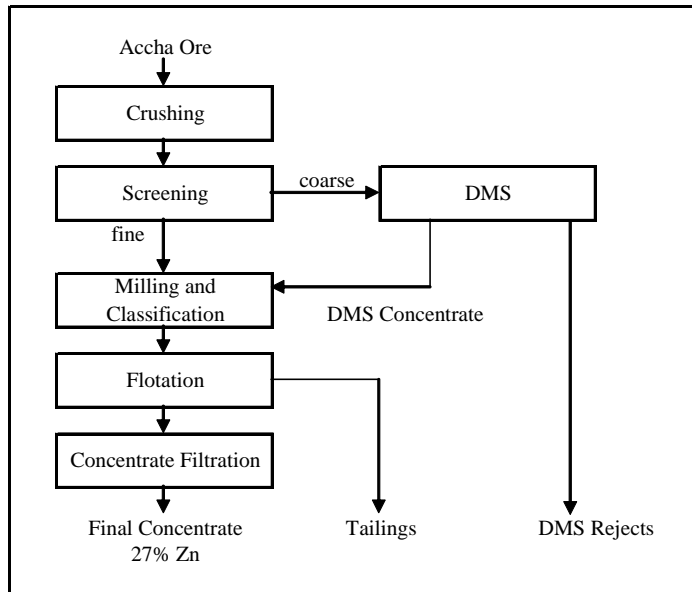 Accha Ore
Crushing
Screening
coarse
DMS
fine
Milling and
Classification
DMS Concentrate
Flotation
Concentrate Filtration
Final Concentrate
27% Zn
Tailings
DMS Rejects